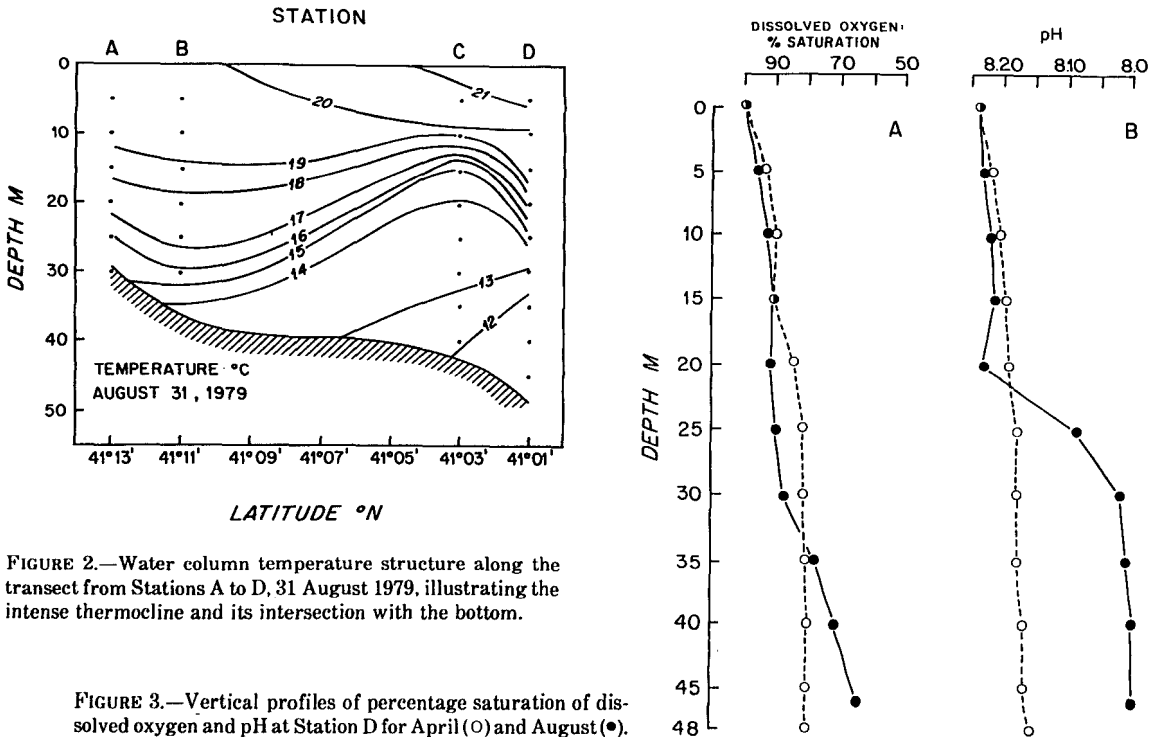 STATION
A B C D
0
10
20
30
40
50
DEPTH M
20
21
19
18
17
16
15
14
13
12
TEMPERATURE °C
AUGUST 31, 1979
41°13' 41°11' 41°09' 41°07' 41°05' 41°03' 41°01'
LATITUDE °N
FIGURE 2.—Water column temperature structure along the
transect from Stations A to D, 31 August 1979, illustrating the
intense thermocline and its intersection with the bottom.
DISSOLVED OXYGEN:
% SATURATION
90 70 50
A
pH
8.20 8.10 8.0
B
0
5
10
15
20
25
30
35
40
45
48
DEPTH M
FIGURE 3.—Vertical profiles of percentage saturation of dis-
solved oxygen and pH at Station D for April (○) and August (●).